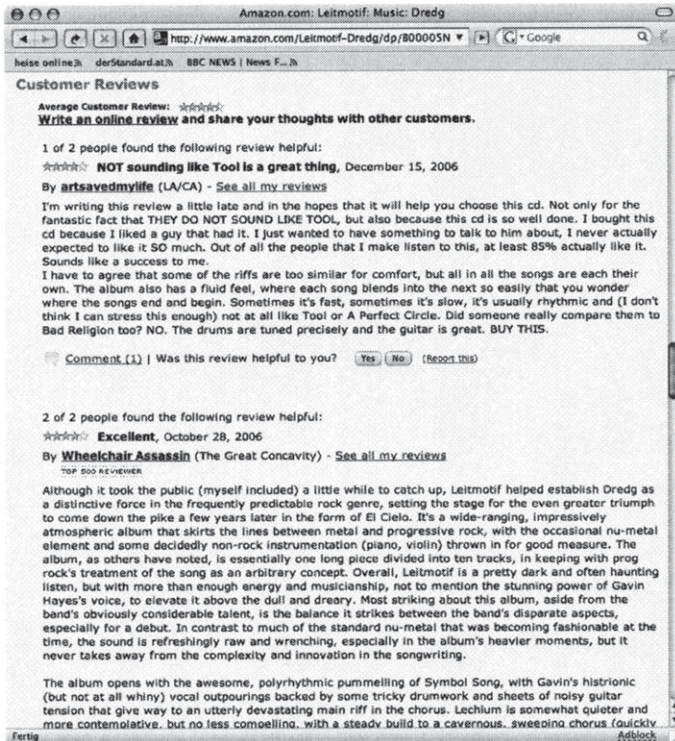 Amazon.com: Leitmotif: Music: Dredg
http://www.amazon.com/Leitmotif-Dredg/dp/B00005N
Google
heise online derStandard.at BBC NEWS | News F...
Customer Reviews
Average Customer Review:
Write an online review and share your thoughts with other customers.
1 of 2 people found the following review helpful:
NOT sounding like Tool is a great thing, December 15, 2006
By artsavedmylife (LA/CA) - See all my reviews
I'm writing this review a little late and in the hopes that it will help you choose this cd. Not only for the
fantastic fact that THEY DO NOT SOUND LIKE TOOL, but also because this cd is so well done. I bought this
cd because I liked a guy that had it. I just wanted to have something to talk to him about, I never actually
expected to like it SO much. Out of all the people that I make listen to this, at least 85% actually like it.
Sounds like a success to me.
I have to agree that some of the riffs are too similar for comfort, but all in all the songs are each their
own. The album also has a fluid feel, where each song blends into the next so easily that you wonder
where the songs end and begin. Sometimes it's fast, sometimes it's slow, it's usually rhythmic and (I don't
think I can stress this enough) not at all like Tool or A Perfect Circle. Did someone really compare them to
Bad Religion too? NO. The drums are tuned precisely and the guitar is great. BUY THIS.
Comment (1) | Was this review helpful to you? Yes No (Report this)
2 of 2 people found the following review helpful:
Excellent, October 28, 2006
By Wheelchair Assassin (The Great Concavity) - See all my reviews
TOP 500 REVIEWER
Although it took the public (myself included) a little while to catch up, Leitmotif helped establish Dredg as
a distinctive force in the frequently predictable rock genre, setting the stage for the even greater triumph
to come down the pike a few years later in the form of El Cielo. It's a wide-ranging, impressively
atmospheric album that skirts the lines between metal and progressive rock, with the occasional nu-metal
element and some decidedly non-rock instrumentation (piano, violin) thrown in for good measure. The
album, as others have noted, is essentially one long piece divided into ten tracks, in keeping with prog
rock's treatment of the song as an arbitrary concept. Overall, Leitmotif is a pretty dark and often haunting
listen, but with more than enough energy and musicianship, not to mention the stunning power of Gavin
Hayes's voice, to elevate it above the dull and dreary. Most striking about this album, aside from the
band's obviously considerable talent, is the balance it strikes between the band's disparate aspects,
especially for a debut. In contrast to much of the standard nu-metal that was becoming fashionable at the
time, the sound is refreshingly raw and wrenching, especially in the album's heavier moments, but it
never takes away from the complexity and innovation in the songwriting.
The album opens with the awesome, polyrhythmic pummelling of Symbol Song, with Gavin's histrionic
(but not at all whiny) vocal outpourings backed by some tricky drumwork and sheets of noisy guitar
tension that give way to an utterly devastating main riff in the chorus. Lechium is somewhat quieter and
more contemplative, but no less compelling, with a steady build to a cavernous, sweeping chorus (quickly
Fertig Adblock